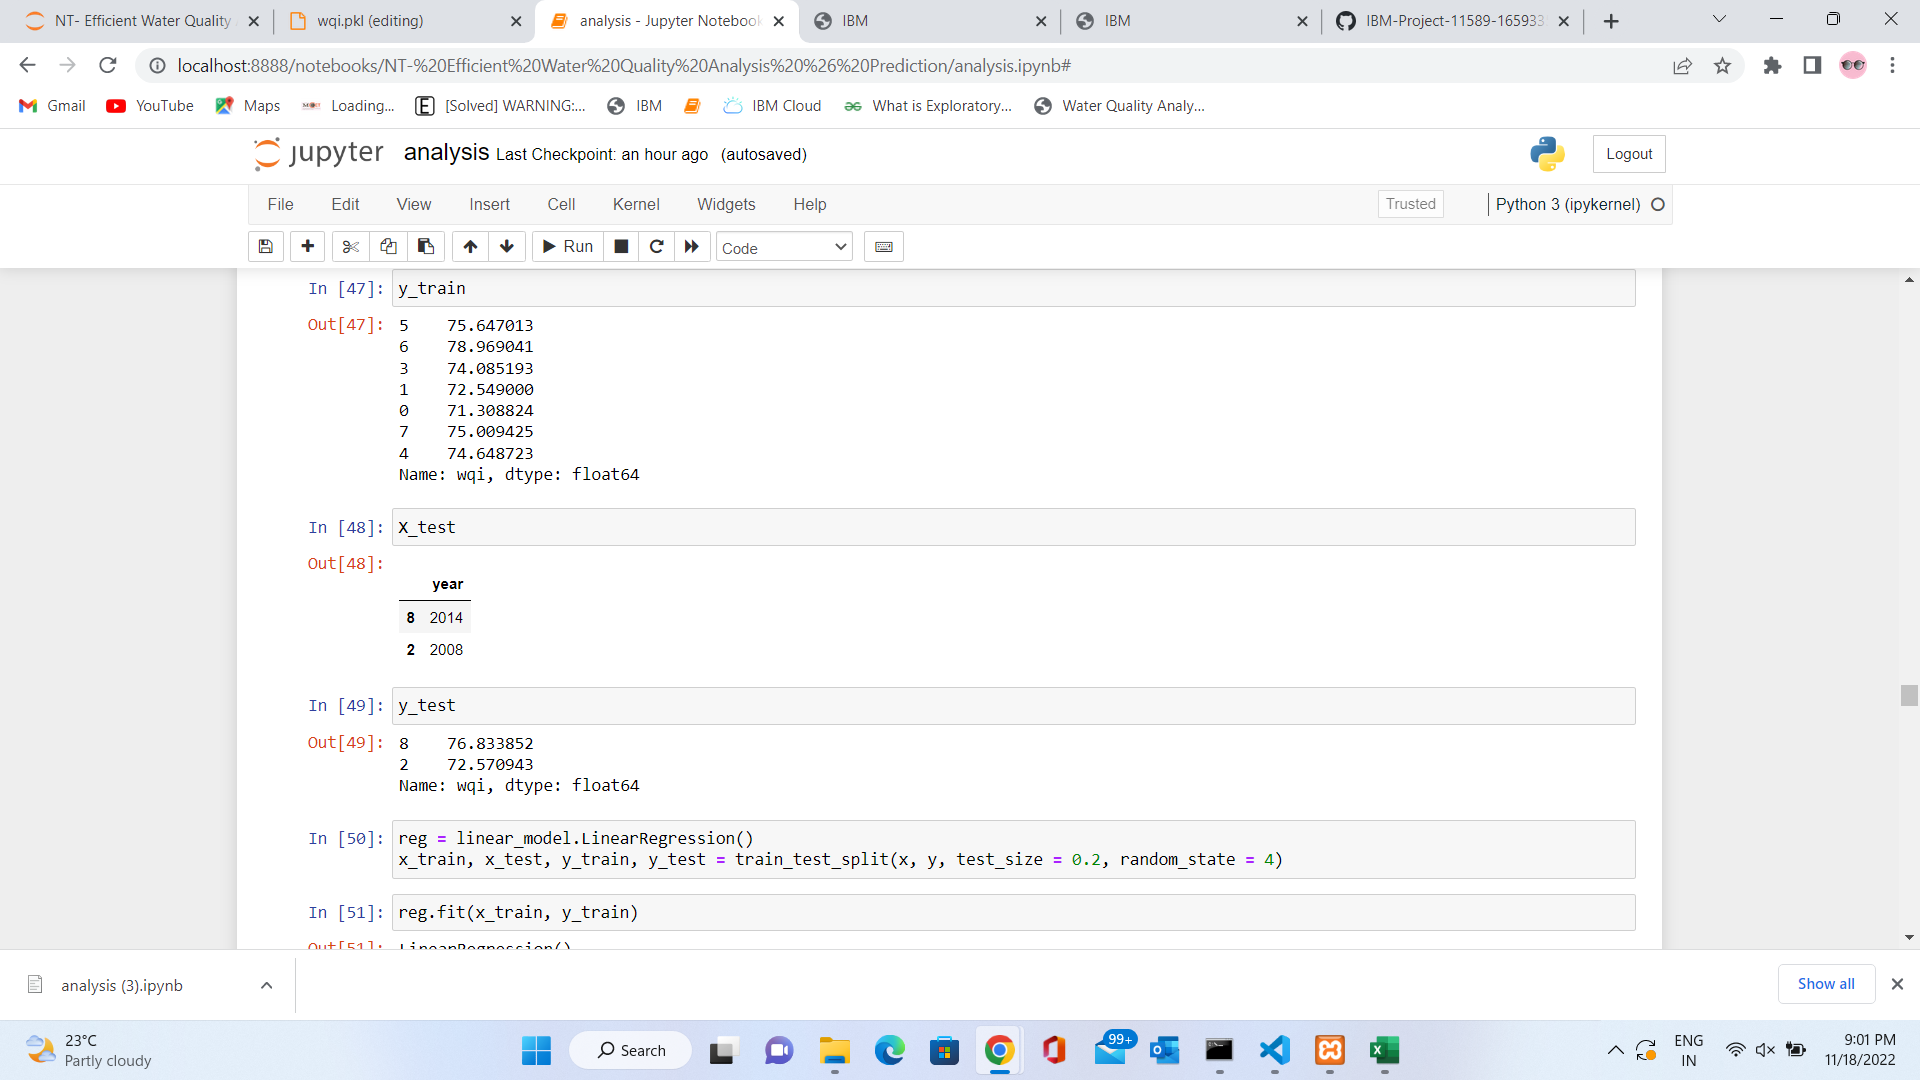 NT- Efficient Water Quality
wqi.pkl (editing)
analysis - Jupyter Notebook
IBM
IBM
IBM-Project-11589-165933
localhost:8888/notebooks/NT-%20Efficient%20Water%20Quality%20Analysis%20%26%20Prediction/analysis.ipynb#
Gmail
YouTube
Maps
Loading...
[Solved] WARNING:...
IBM
IBM Cloud
What is Exploratory...
Water Quality Analy...
jupyter analysis Last Checkpoint: an hour ago (autosaved)
Logout
File Edit View Insert Cell Kernel Widgets Help
Trusted
Python 3 (ipykernel)
Run
Code
In [47]: y_train
Out[47]: 5 75.647013
6 78.969041
3 74.085193
1 72.549000
0 71.308824
7 75.009425
4 74.648723
Name: wqi, dtype: float64
In [48]: X_test
Out[48]:
year
8 2014
2 2008
In [49]: y_test
Out[49]: 8 76.833852
2 72.570943
Name: wqi, dtype: float64
In [50]: reg = linear_model.LinearRegression()
x_train, x_test, y_train, y_test = train_test_split(x, y, test_size = 0.2, random_state = 4)
In [51]: reg.fit(x_train, y_train)
Out[51]: LinearRegression()
analysis (3).ipynb
Show all
23°C
Partly cloudy
Search
99+
ENG
IN
9:01 PM
11/18/2022